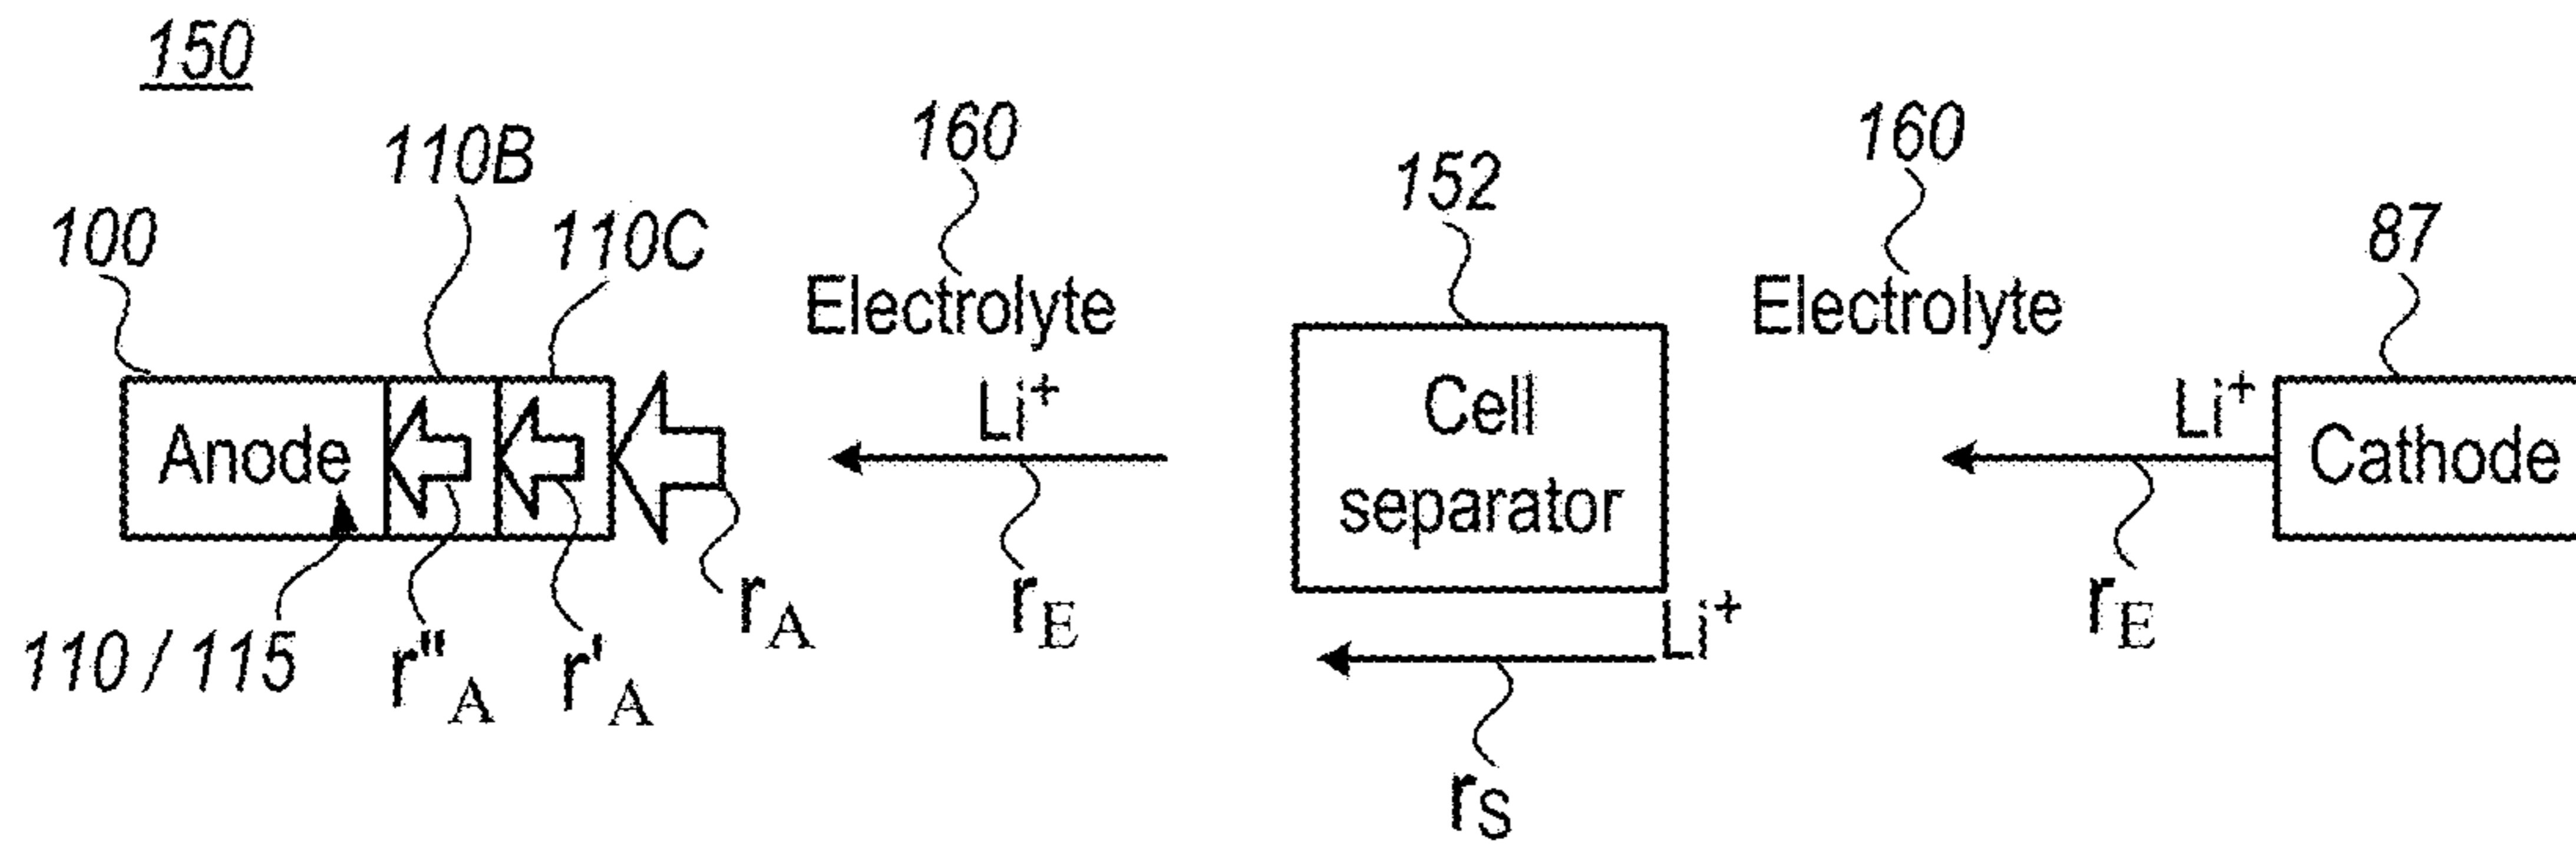 150
110B
160
160
152
100
110C
87
Electrolyte
Electrolyte
Li+
Cell
separator
Li+
Anode
Cathode
110 / 115
r"A
r'A
rA
rE
Li+
rE
rS